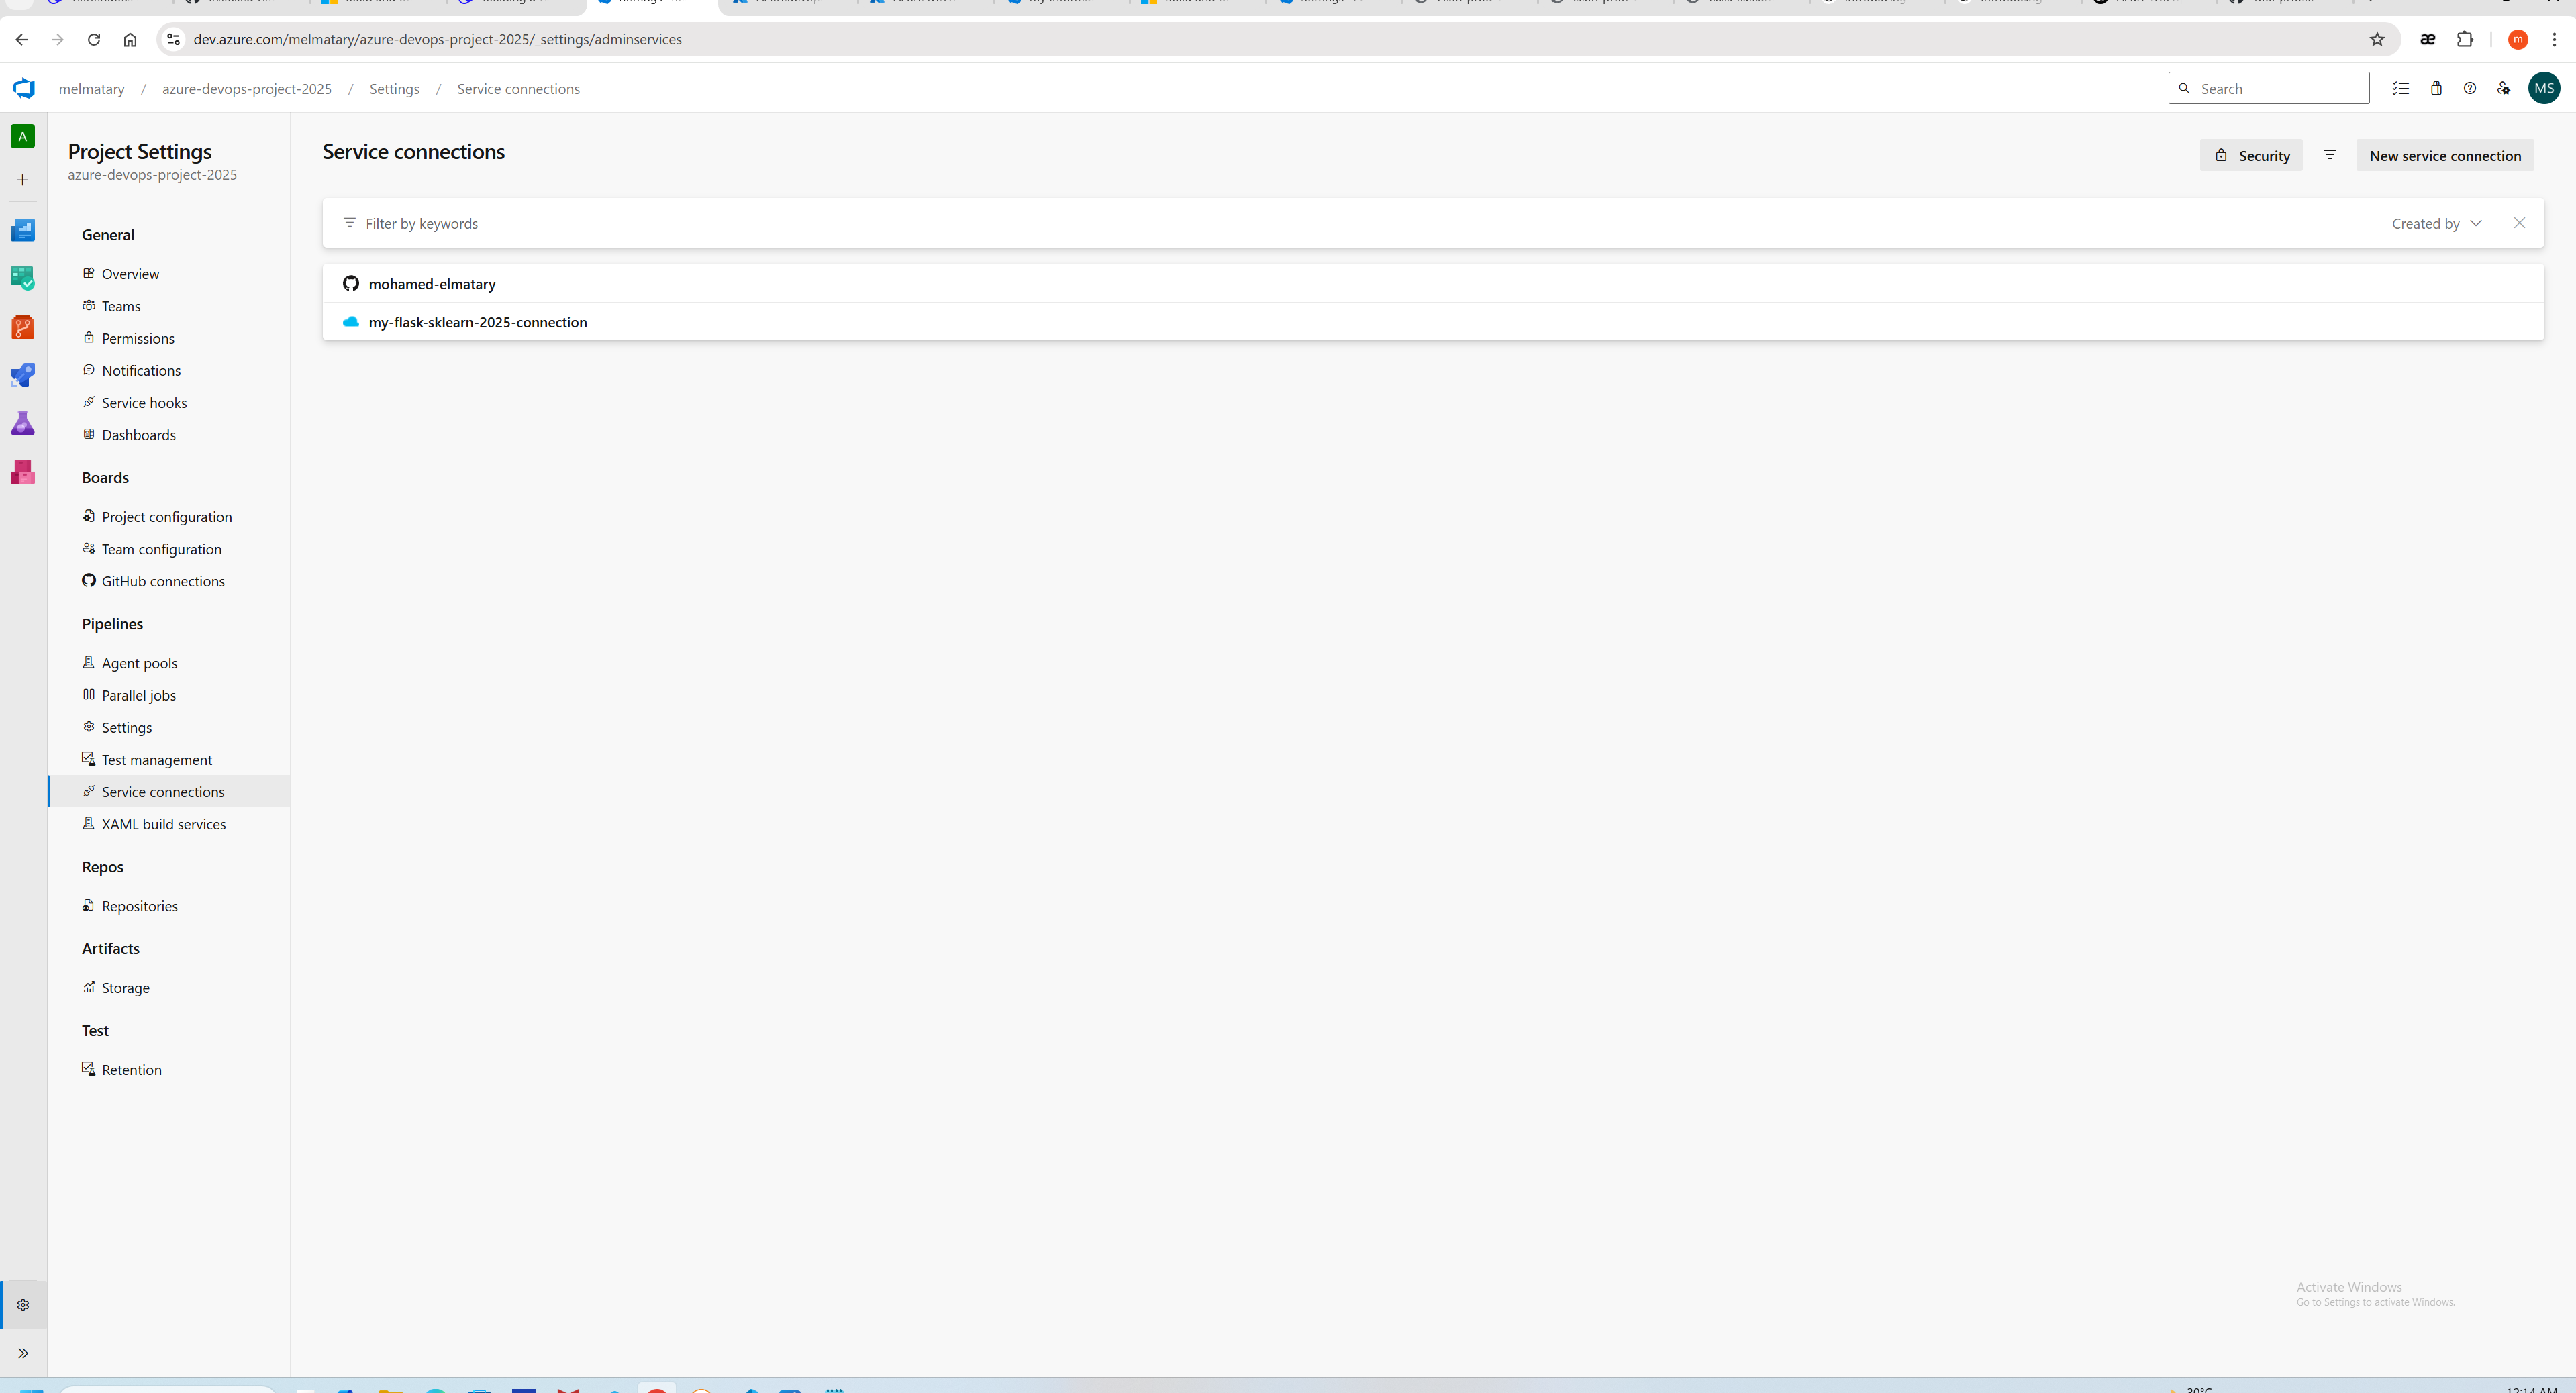 dev.azure.com/melmatary/azure-devops-project-2025/_settings/adminservices
m
melmatary / azure-devops-project-2025 / Settings / Service connections
Search
MS
A
Project Settings
azure-devops-project-2025
General
Overview
Teams
Permissions
Notifications
Service hooks
Dashboards
Boards
Project configuration
Team configuration
GitHub connections
Pipelines
Agent pools
Parallel jobs
Settings
Test management
Service connections
XAML build services
Repos
Repositories
Artifacts
Storage
Test
Retention
Service connections
Security
New service connection
Filter by keywords
Created by
mohamed-elmatary
my-flask-sklearn-2025-connection
Activate Windows
Go to Settings to activate Windows.
30°C
12:14 AM